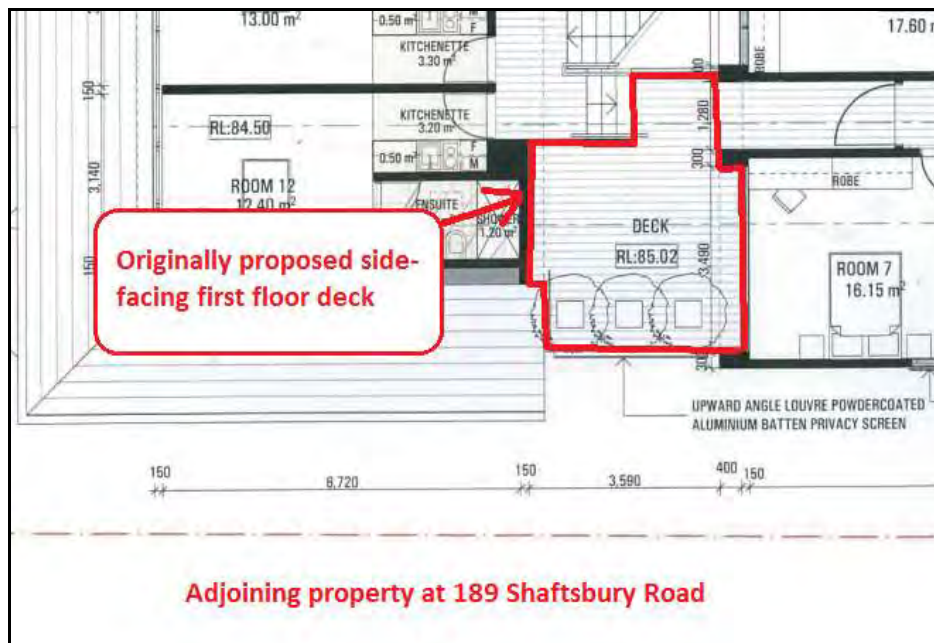 13.00 m²
0.50 m²
F
KITCHENETTE
3.30 m²
17.60 m
ROBE
150
RL:84.50
KITCHENETTE
3.20 m²
0.50 m²
F
M
1,280
300
3,140
ROOM 12
12.40 m²
ENSUITE
SHOWER
1.20 m²
ROBE
DECK
RL:85.02
3,490
ROOM 7
16.15 m²
150
Originally proposed side-
facing first floor deck
UPWARD ANGLE LOUVRE POWDERCOATED
ALUMINIUM BATTEN PRIVACY SCREEN
150
150
400
150
3,590
Adjoining property at 189 Shaftsbury Road